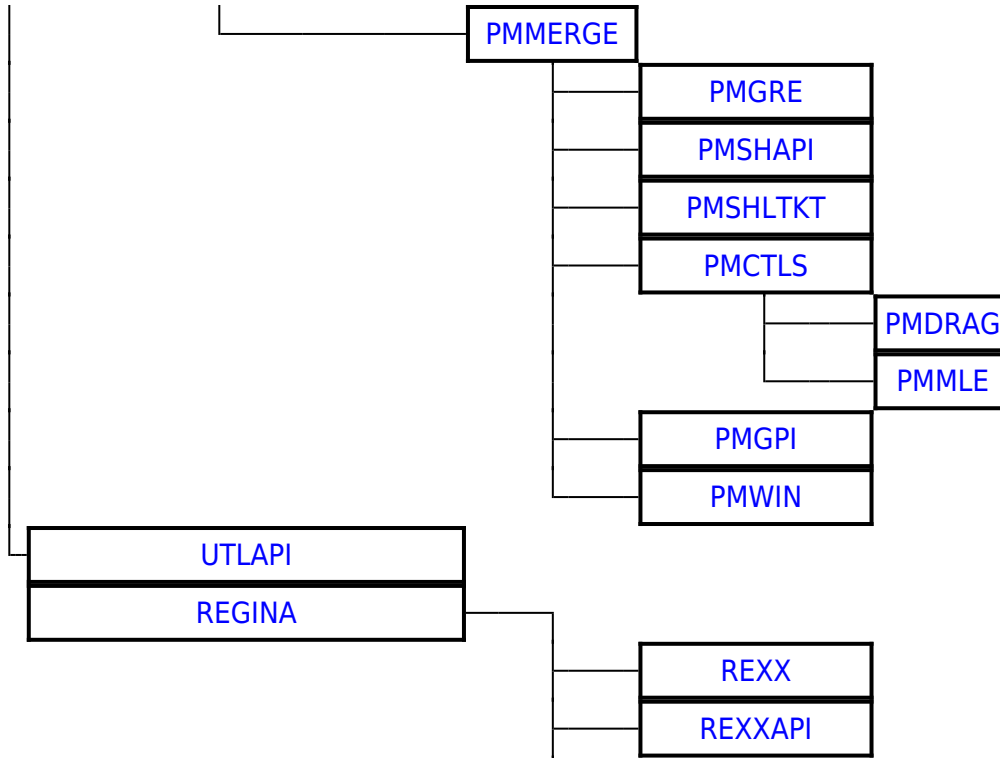 PMMERGE
PMGRE
PMSHAPI
PMSHLTKT
PMCTLS
PMDRAG
PMMLE
PMGPI
PMWIN
UTLAPI
REGINA
REXX
REXXAPI